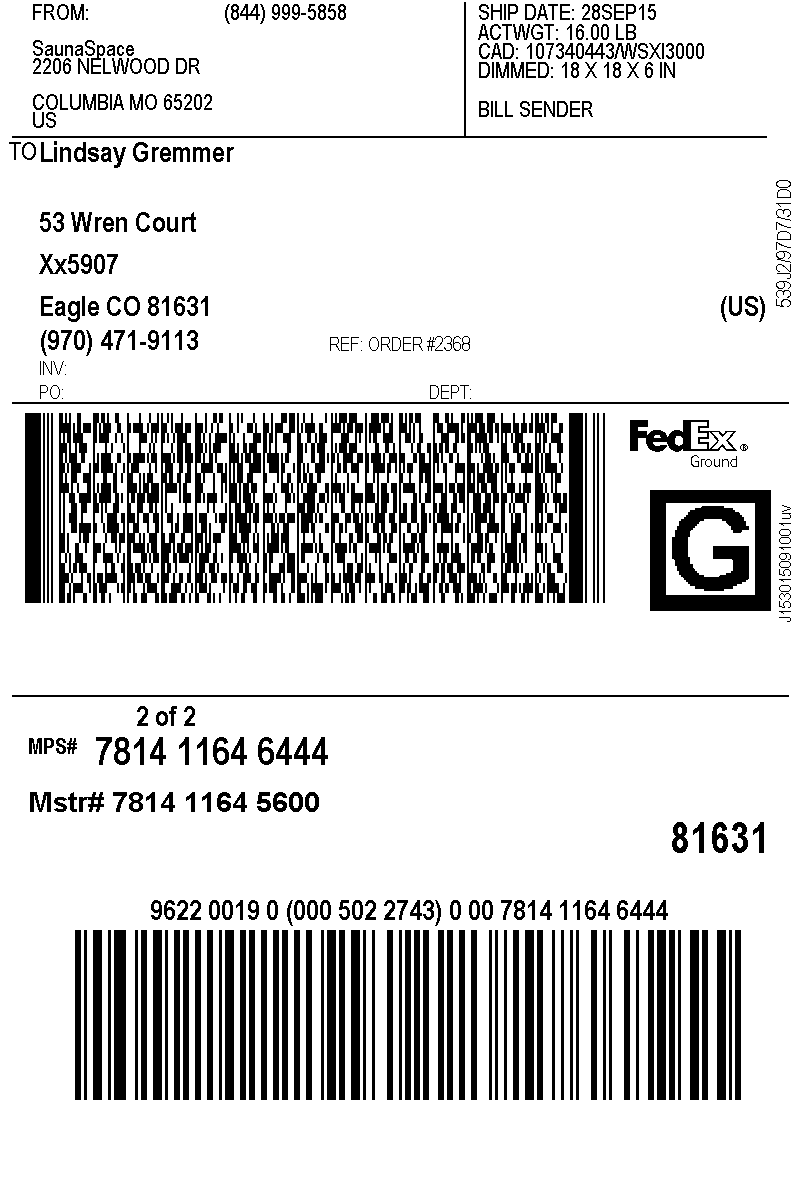 FROM: (844) 999-5858
SaunaSpace
2206 NELWOOD DR
COLUMBIA MO 65202
US
SHIP DATE: 28SEP15
ACTWGT: 16.00 LB
CAD: 107340443/WSXI3000
DIMMED: 18 X 18 X 6 IN
BILL SENDER
TO Lindsay Gremmer
53 Wren Court
Xx5907
Eagle CO 81631 (US)
(970) 471-9113 REF: ORDER #2368
INV:
PO: DEPT:
539J2/97D7/31D0
FedEx ®
Ground
G
J153015091001uv
2 of 2
MPS# 7814 1164 6444
Mstr# 7814 1164 5600
81631
9622 0019 0 (000 502 2743) 0 00 7814 1164 6444